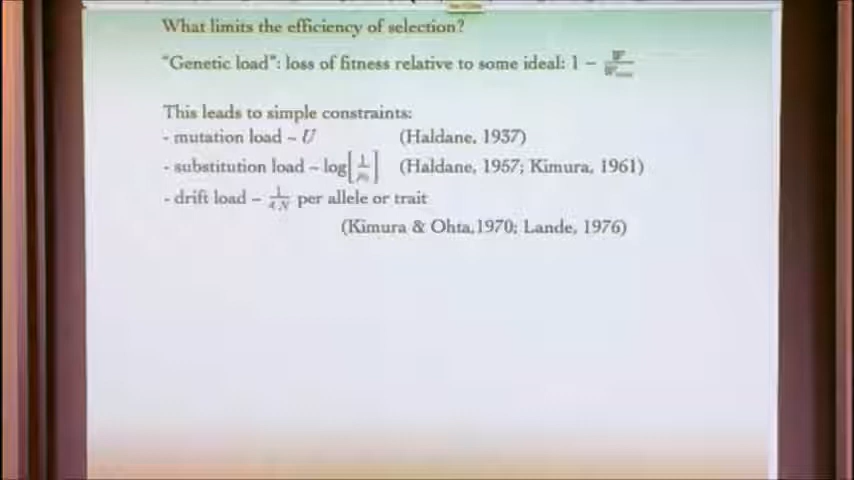 What limits the efficiency of selection?
"Genetic load": loss of fitness relative to some ideal: 1 -
This leads to simple constraints:
- mutation load ~ U (Haldane, 1937)
- substitution load ~ log[1/p₀] (Haldane, 1957; Kimura, 1961)
- drift load ~ 1/4N per allele or trait
(Kimura & Ohta,1970; Lande, 1976)